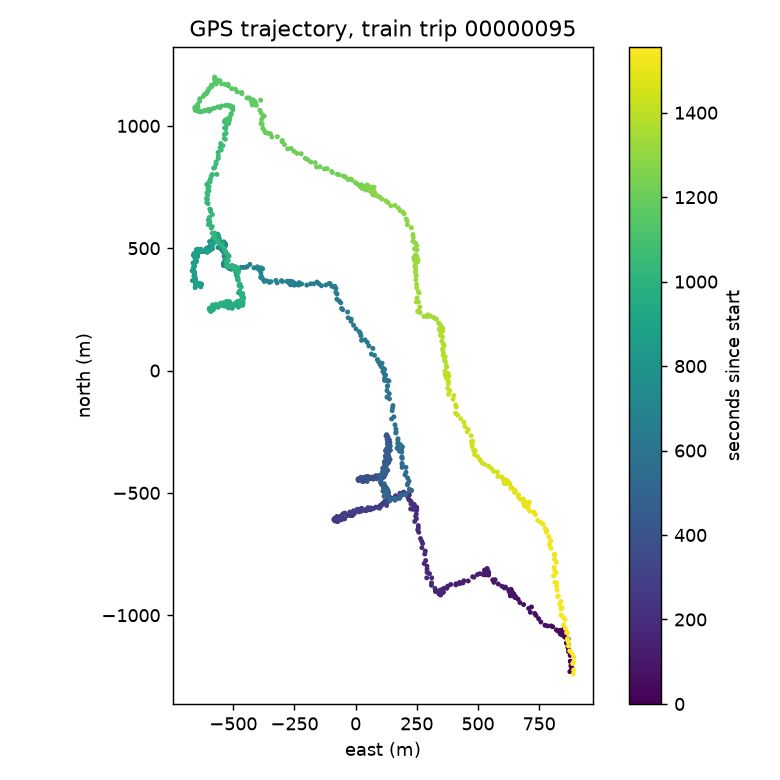 GPS trajectory, train trip 00000095
1000
500
0
−500
−1000
north (m)
−500 −250 0 250 500 750
east (m)
1400
1200
1000
800
600
400
200
0
seconds since start